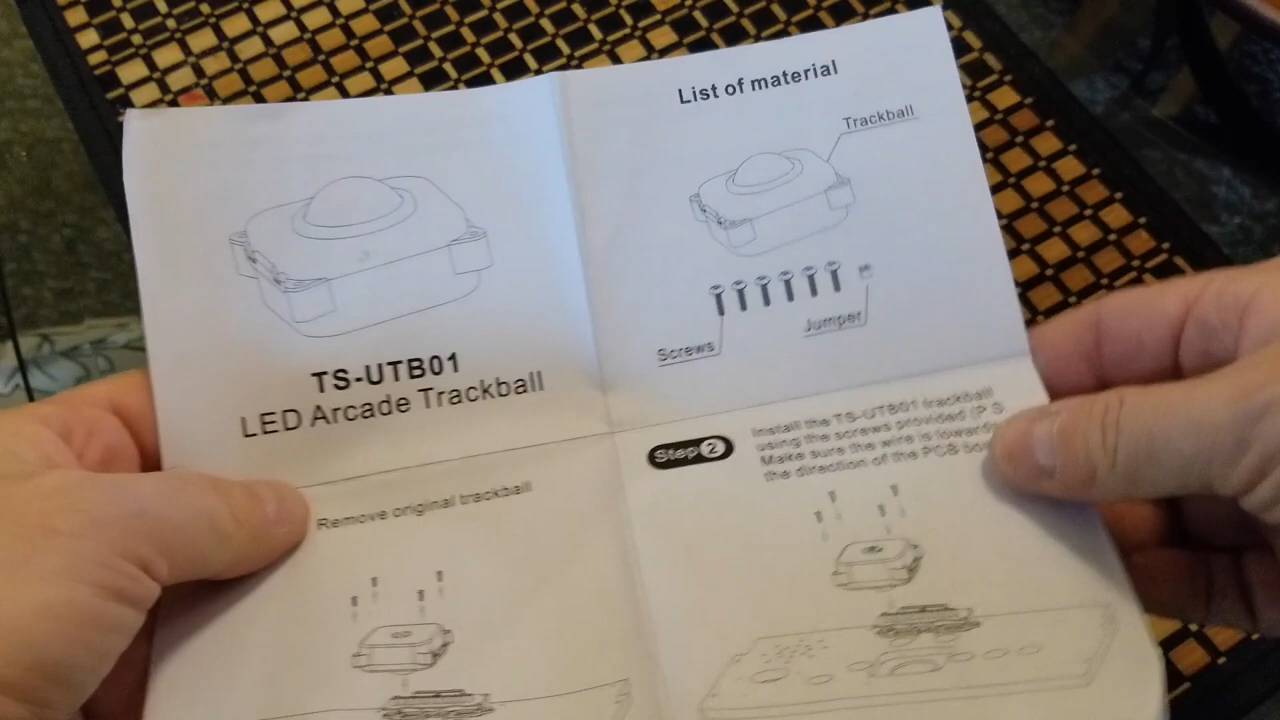 List of material
Trackball
Screws
Jumper
TS-UTB01
LED Arcade Trackball
Remove original trackball
Step 2
Install the TS-UTB01 trackball
using the screws provided (P.S
Make sure the wire is towards
the direction of the PCB